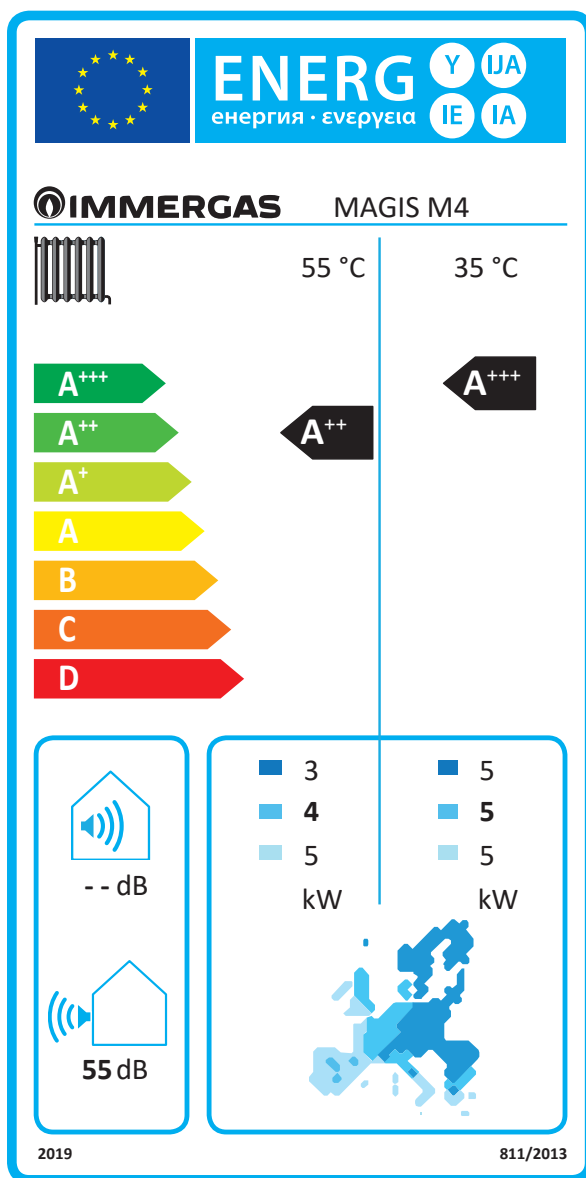 ENERG Y IJA
енергия · ενεργεια IE IA
IMMERGAS MAGIS M4
55 °C 35 °C
A+++ A+++
A++ A++
A+
A
B
C
D
3 5
4 5
5 5
kW kW
- - dB
55 dB
2019 811/2013